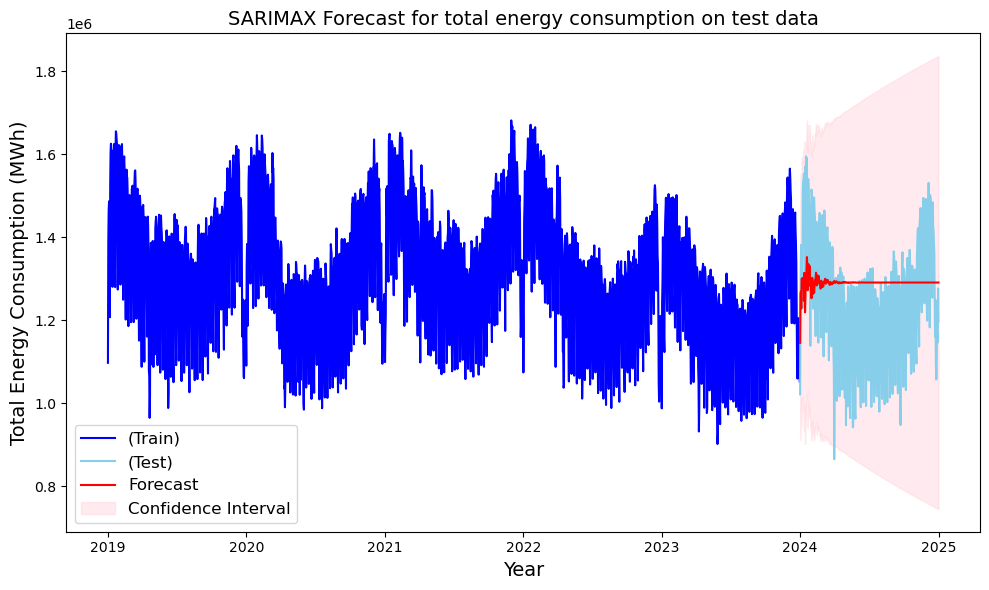 SARIMAX Forecast for total energy consumption on test data
1e6
Total Energy Consumption (MWh)
1.8
1.6
1.4
1.2
1.0
0.8
(Train)
(Test)
Forecast
Confidence Interval
2019 2020 2021 2022 2023 2024 2025
Year